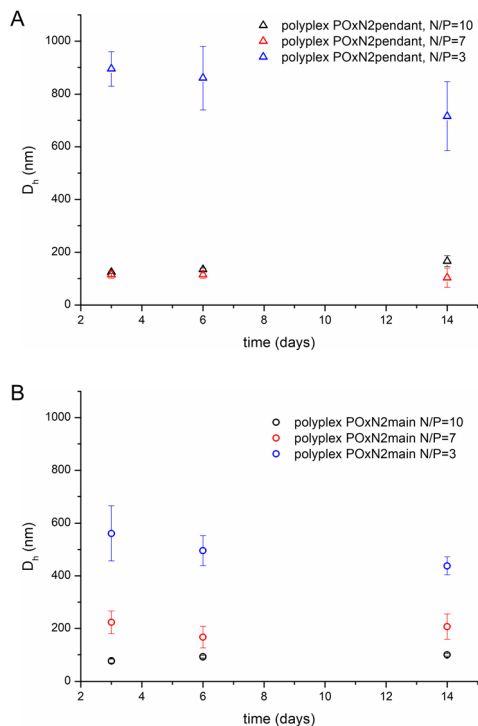 A
polyplex POxN2pendant, N/P=10
polyplex POxN2pendant, N/P=7
polyplex POxN2pendant, N/P=3
1000
800
600
400
200
0
D_h (nm)
2 4 6 8 10 12 14
time (days)
B
polyplex POxN2main N/P=10
polyplex POxN2main N/P=7
polyplex POxN2main N/P=3
1000
800
600
400
200
0
D_h (nm)
2 4 6 8 10 12 14
time (days)